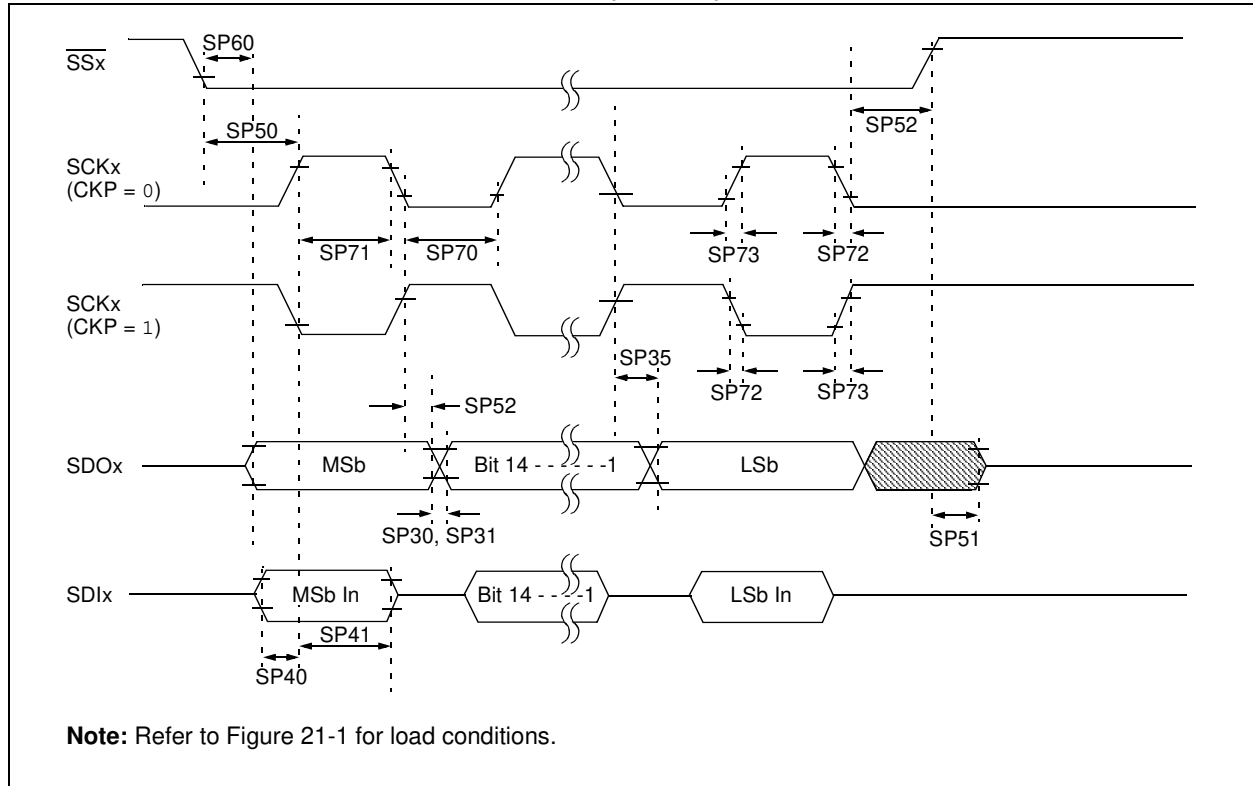 SP60
SSx
SP50
SP52
SCKx
(CKP = 0)
SP71
SP70
SP73
SP72
SCKx
(CKP = 1)
SP35
SP72
SP73
SP52
SDOx
MSb
Bit 14 - - - - - -1
LSb
SP30, SP31
SP51
SDIx
MSb In
Bit 14 - - - -1
LSb In
SP41
SP40
Note: Refer to Figure 21-1 for load conditions.